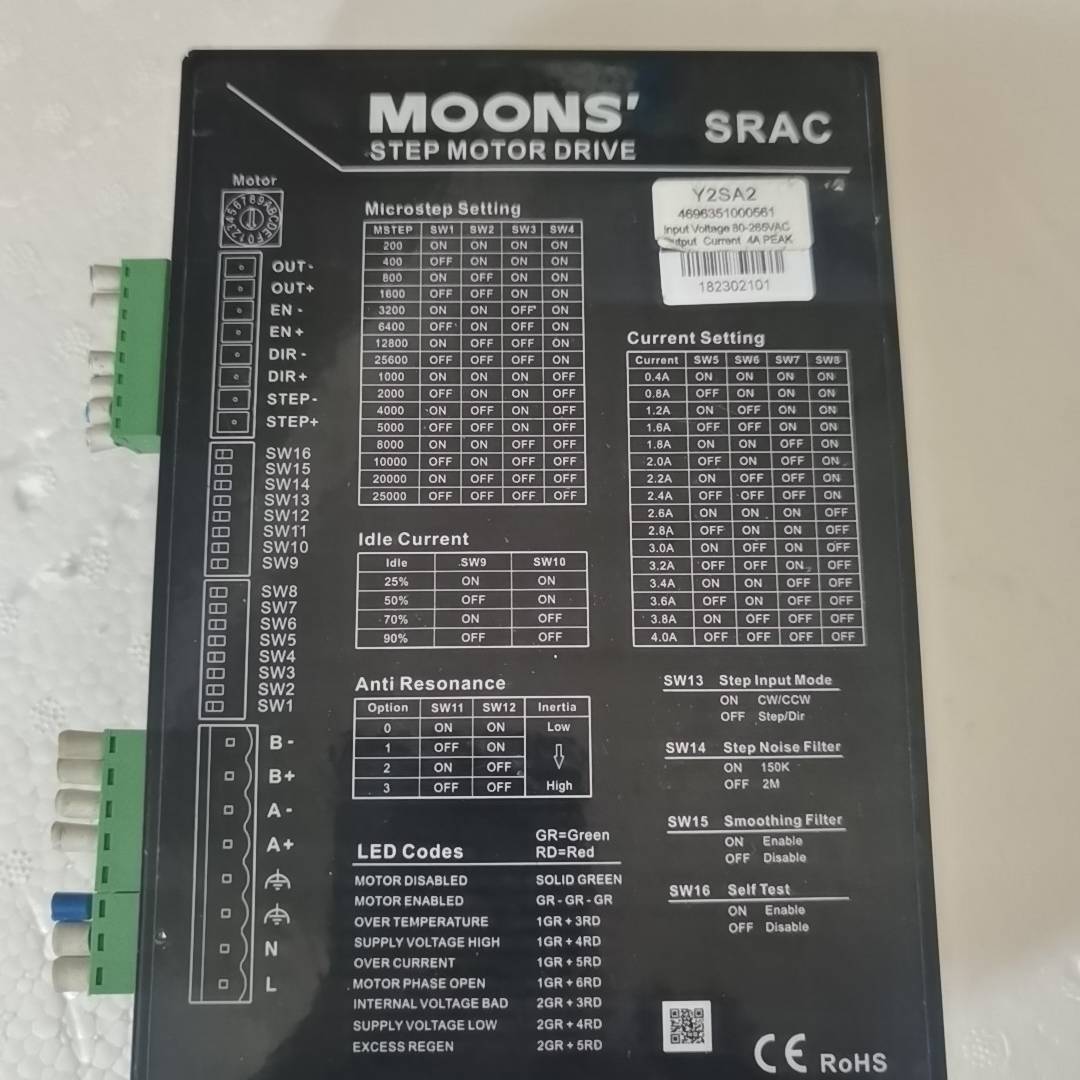 MOONS'
STEP MOTOR DRIVE
SRAC
Y2SA2
4696351000561
Input Voltage 80-265VAC
Output Current 4A PEAK
182302101
Motor
0123456789ABCDEF
OUT-
OUT+
EN -
EN +
DIR -
DIR +
STEP-
STEP+
SW16
SW15
SW14
SW13
SW12
SW11
SW10
SW9
SW8
SW7
SW6
SW5
SW4
SW3
SW2
SW1
B -
B+
A -
A+
N
L
Microstep Setting
MSTEP SW1 SW2 SW3 SW4
200 ON ON ON ON
400 OFF ON ON ON
800 ON OFF ON ON
1600 OFF OFF ON ON
3200 ON ON OFF ON
6400 OFF ON OFF ON
12800 ON OFF OFF ON
25600 OFF OFF OFF ON
1000 ON ON ON OFF
2000 OFF ON ON OFF
4000 ON OFF ON OFF
5000 OFF OFF ON OFF
8000 ON ON OFF OFF
10000 OFF ON OFF OFF
20000 ON OFF OFF OFF
25000 OFF OFF OFF OFF
Current Setting
Current SW5 SW6 SW7 SW8
0.4A ON ON ON ON
0.8A OFF ON ON ON
1.2A ON OFF ON ON
1.6A OFF OFF ON ON
1.8A ON ON OFF ON
2.0A OFF ON OFF ON
2.2A ON OFF OFF ON
2.4A OFF OFF OFF ON
2.6A ON ON ON OFF
2.8A OFF ON ON OFF
3.0A ON OFF ON OFF
3.2A OFF OFF ON OFF
3.4A ON ON OFF OFF
3.6A OFF ON OFF OFF
3.8A ON OFF OFF OFF
4.0A OFF OFF OFF OFF
Idle Current
Idle SW9 SW10
25% ON ON
50% OFF ON
70% ON OFF
90% OFF OFF
Anti Resonance
Option SW11 SW12 Inertia
0 ON ON Low
1 OFF ON
2 ON OFF
3 OFF OFF High
SW13 Step Input Mode
ON CW/CCW
OFF Step/Dir
SW14 Step Noise Filter
ON 150K
OFF 2M
SW15 Smoothing Filter
ON Enable
OFF Disable
SW16 Self Test
ON Enable
OFF Disable
LED Codes
GR=Green
RD=Red
MOTOR DISABLED SOLID GREEN
MOTOR ENABLED GR - GR - GR
OVER TEMPERATURE 1GR + 3RD
SUPPLY VOLTAGE HIGH 1GR + 4RD
OVER CURRENT 1GR + 5RD
MOTOR PHASE OPEN 1GR + 6RD
INTERNAL VOLTAGE BAD 2GR + 3RD
SUPPLY VOLTAGE LOW 2GR + 4RD
EXCESS REGEN 2GR + 5RD
CE RoHS